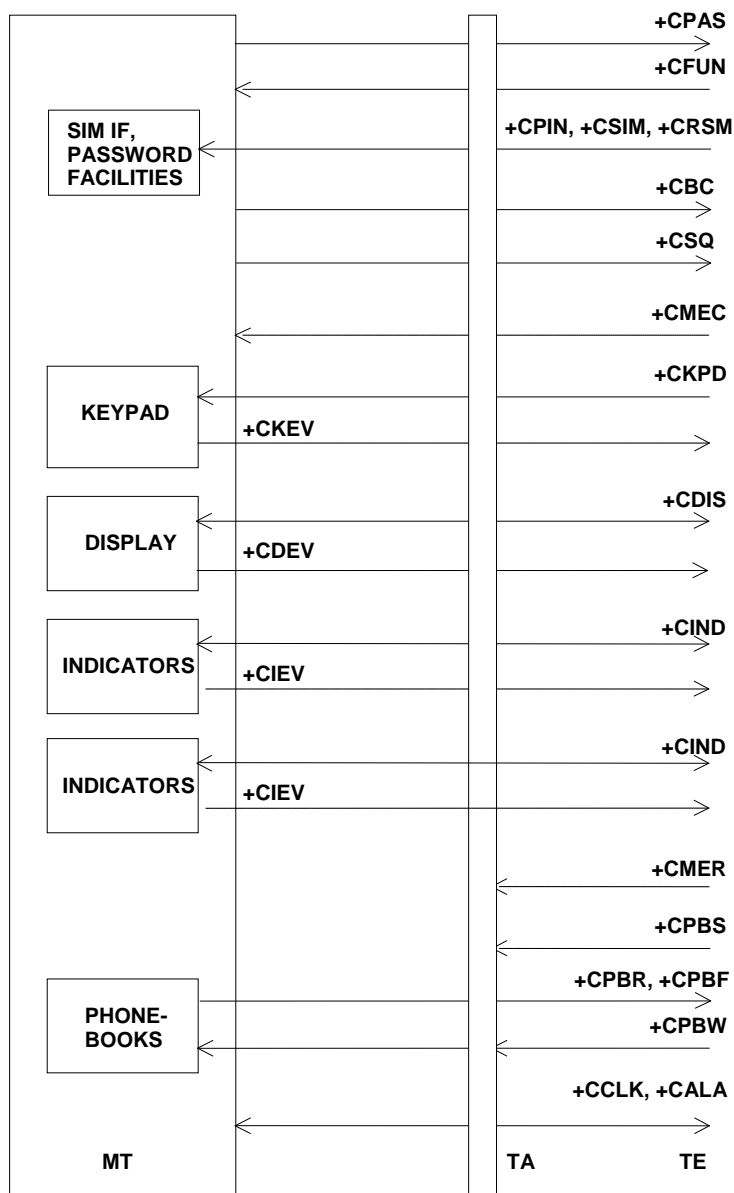 +CPAS
+CFUN
SIM IF,
PASSWORD
FACILITIES
+CPIN, +CSIM, +CRSM
+CBC
+CSQ
+CMEC
+CKPD
KEYPAD
+CKEV
+CDIS
DISPLAY
+CDEV
+CIND
INDICATORS
+CIEV
+CIND
INDICATORS
+CIEV
+CMER
+CPBS
+CPBR, +CPBF
PHONE-
BOOKS
+CPBW
+CCLK, +CALA
MT TA TE